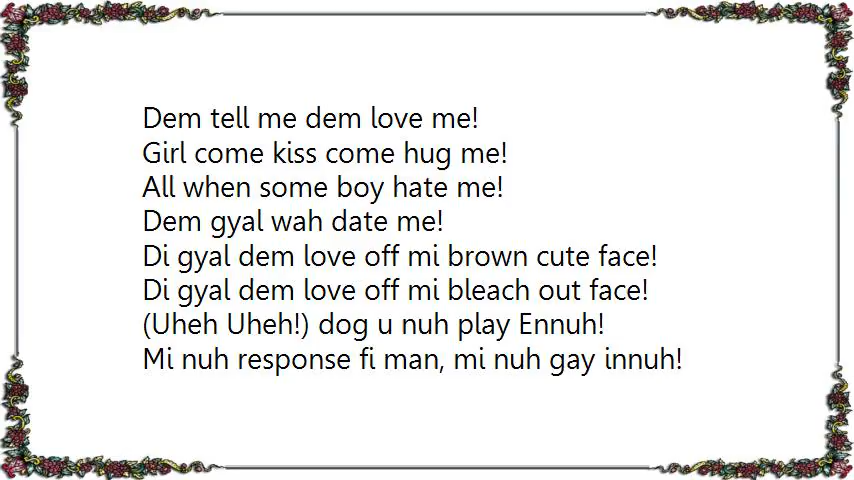 Dem tell me dem love me!
Girl come kiss come hug me!
All when some boy hate me!
Dem gyal wah date me!
Di gyal dem love off mi brown cute face!
Di gyal dem love off mi bleach out face!
(Uheh Uheh!) dog u nuh play Ennuh!
Mi nuh response fi man, mi nuh gay innuh!